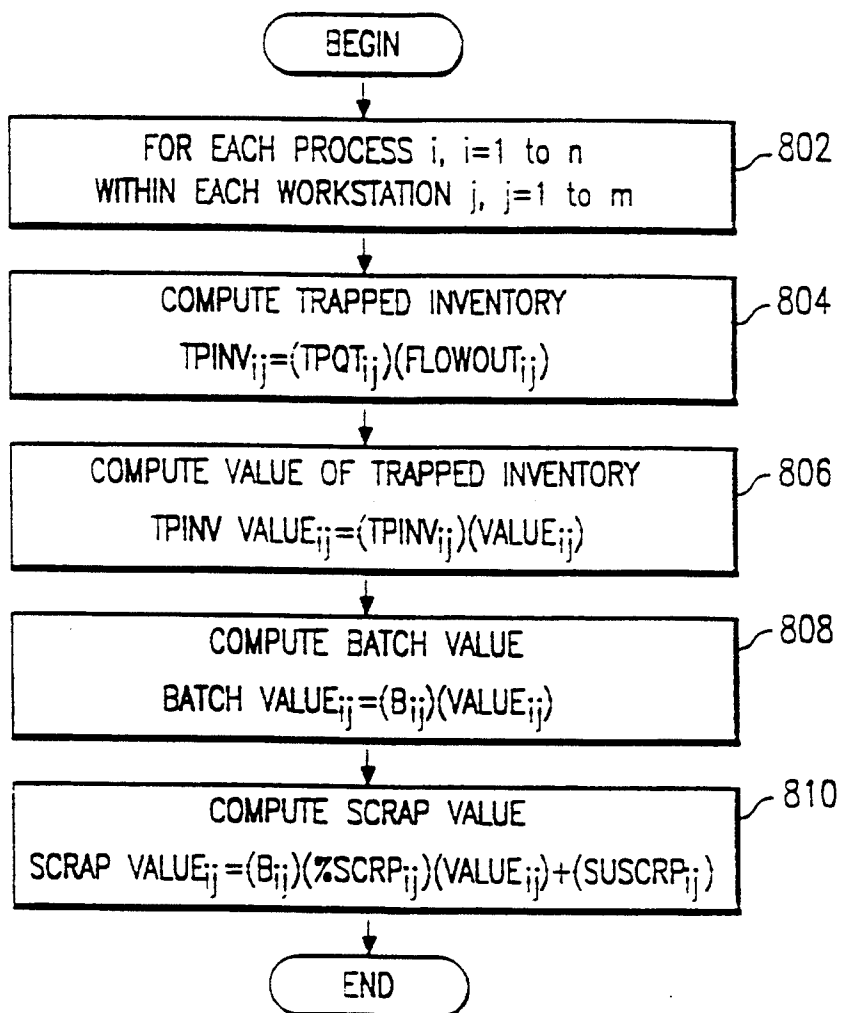 BEGIN
FOR EACH PROCESS i, i=1 to n
WITHIN EACH WORKSTATION j, j=1 to m
802
COMPUTE TRAPPED INVENTORY
TPINVij=(TPQTij)(FLOWOUTij)
804
COMPUTE VALUE OF TRAPPED INVENTORY
TPINV VALUEij=(TPINVij)(VALUEij)
806
COMPUTE BATCH VALUE
BATCH VALUEij=(Bij)(VALUEij)
808
COMPUTE SCRAP VALUE
SCRAP VALUEij=(Bij)(%SCRPij)(VALUEij)+(SUSCRPij)
810
END